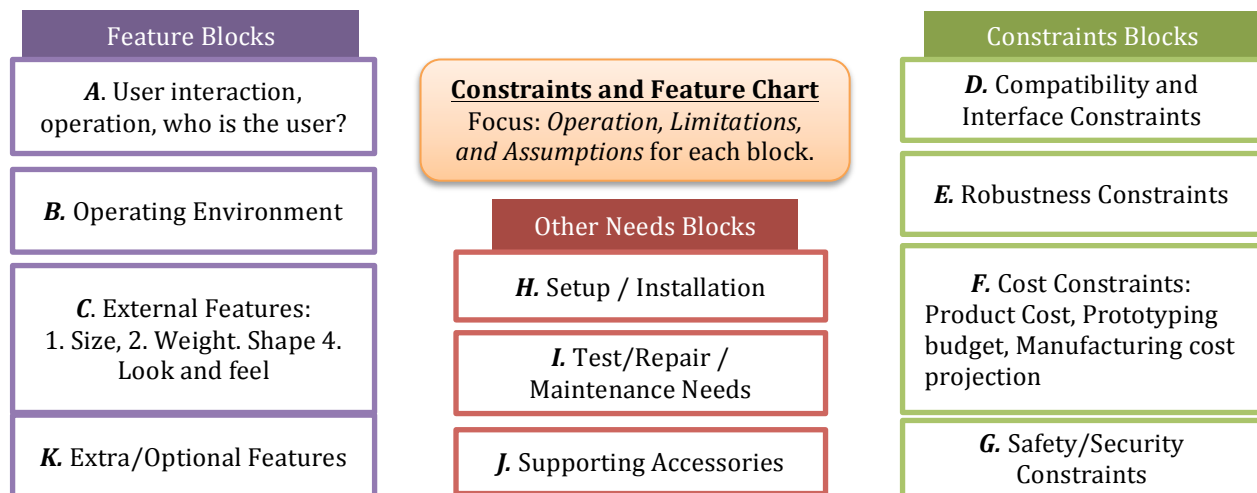 Feature Blocks
A. User interaction,
operation, who is the user?
B. Operating Environment
C. External Features:
1. Size, 2. Weight. Shape 4.
Look and feel
K. Extra/Optional Features
Constraints and Feature Chart
Focus: Operation, Limitations,
and Assumptions for each block.
Other Needs Blocks
H. Setup / Installation
I. Test/Repair /
Maintenance Needs
J. Supporting Accessories
Constraints Blocks
D. Compatibility and
Interface Constraints
E. Robustness Constraints
F. Cost Constraints:
Product Cost, Prototyping
budget, Manufacturing cost
projection
G. Safety/Security
Constraints